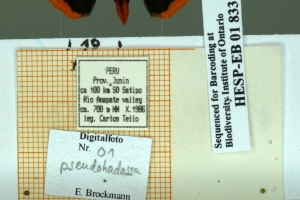 10
PERU
Prov. Junin
ca 100 km SO Satipo
Rio Anapate valley
ca. 700 m NN X.1986
leg. Carlos Tello
Digitalfoto
Nr. 01
pseudohadassa
E. Brockmann
Sequenced for Barcoding at
Biodiversity Institute of Ontario
HESP-EB 01 833